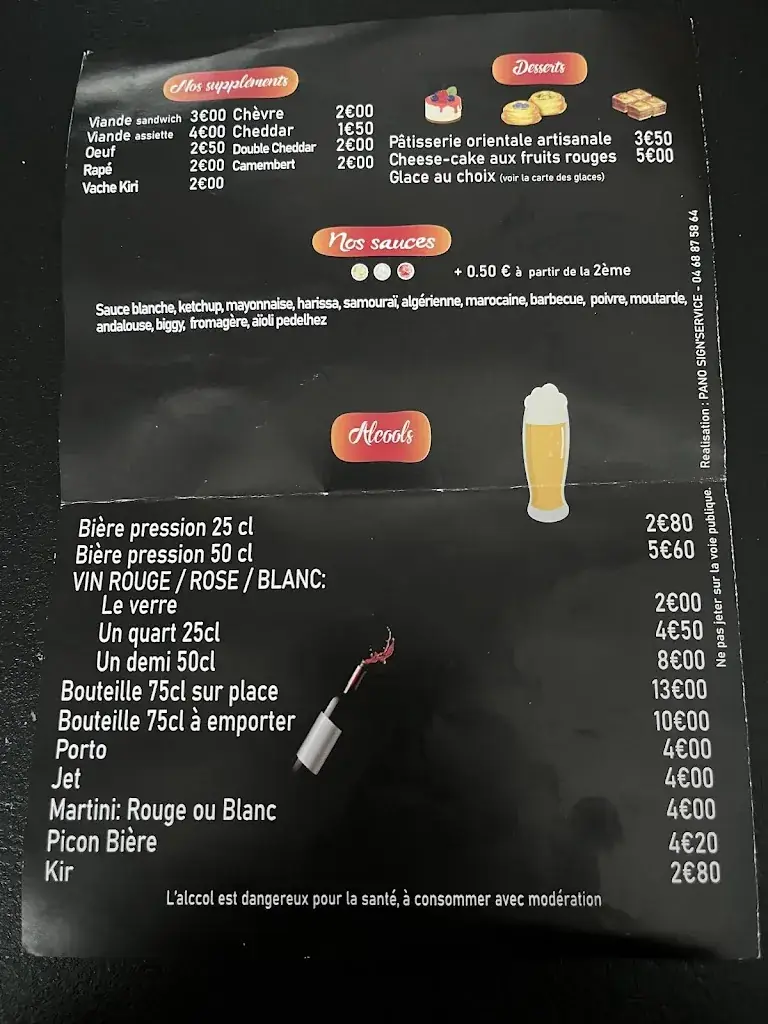 Nos suppléments
Viande sandwich 3€00
Viande assiette 4€00
Oeuf 2€50
Rapé 2€00
Vache Kiri 2€00
Chèvre 2€00
Cheddar 1€50
Double Cheddar 2€00
Camembert 2€00
Desserts
Pâtisserie orientale artisanale 3€50
Cheese-cake aux fruits rouges 5€00
Glace au choix (voir la carte des glaces)
Nos sauces
+ 0.50 € à partir de la 2ème
Sauce blanche, ketchup, mayonnaise, harissa, samouraï, algérienne, marocaine, barbecue, poivre, moutarde,
andalouse, biggy, fromagère, aïoli pedelhez
Alcools
Bière pression 25 cl 2€80
Bière pression 50 cl 5€60
VIN ROUGE / ROSE / BLANC:
Le verre 2€00
Un quart 25cl 4€50
Un demi 50cl 8€00
Bouteille 75cl sur place 13€00
Bouteille 75cl à emporter 10€00
Porto 4€00
Jet 4€00
Martini: Rouge ou Blanc 4€00
Picon Bière 4€20
Kir 2€80
L'alccol est dangereux pour la santé, à consommer avec modération
Ne pas jeter sur la voie publique. Realisation : PANO SIGN'SERVICE - 04 68 87 58 64